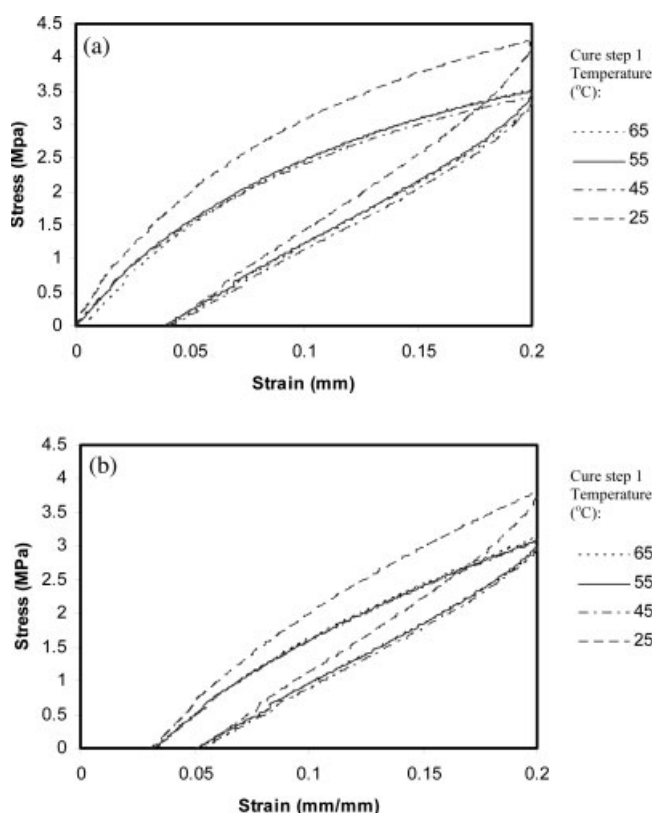 (a)
4.5
4
3.5
3
2.5
2
1.5
1
0.5
0
Stress (Mpa)
0 0.05 0.1 0.15 0.2
Strain (mm)
Cure step 1
Temperature
(°C):
65
55
45
25
(b)
4.5
4
3.5
3
2.5
2
1.5
1
0.5
0
Stress (MPa)
0 0.05 0.1 0.15 0.2
Strain (mm/mm)
Cure step 1
Temperature
(°C):
65
55
45
25